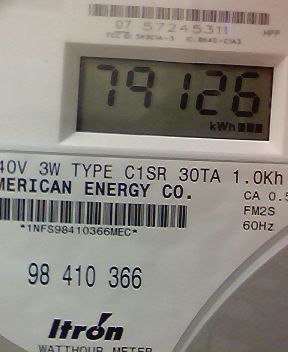 07 57245311
HPP
79126
kWh
40V 3W TYPE C1SR 30TA 1.0Kh
MERICAN ENERGY CO.
CA 0.5
FM2S
60Hz
*1NFS98410366MEC*
98 410 366
Itron
WATTHOUR METER